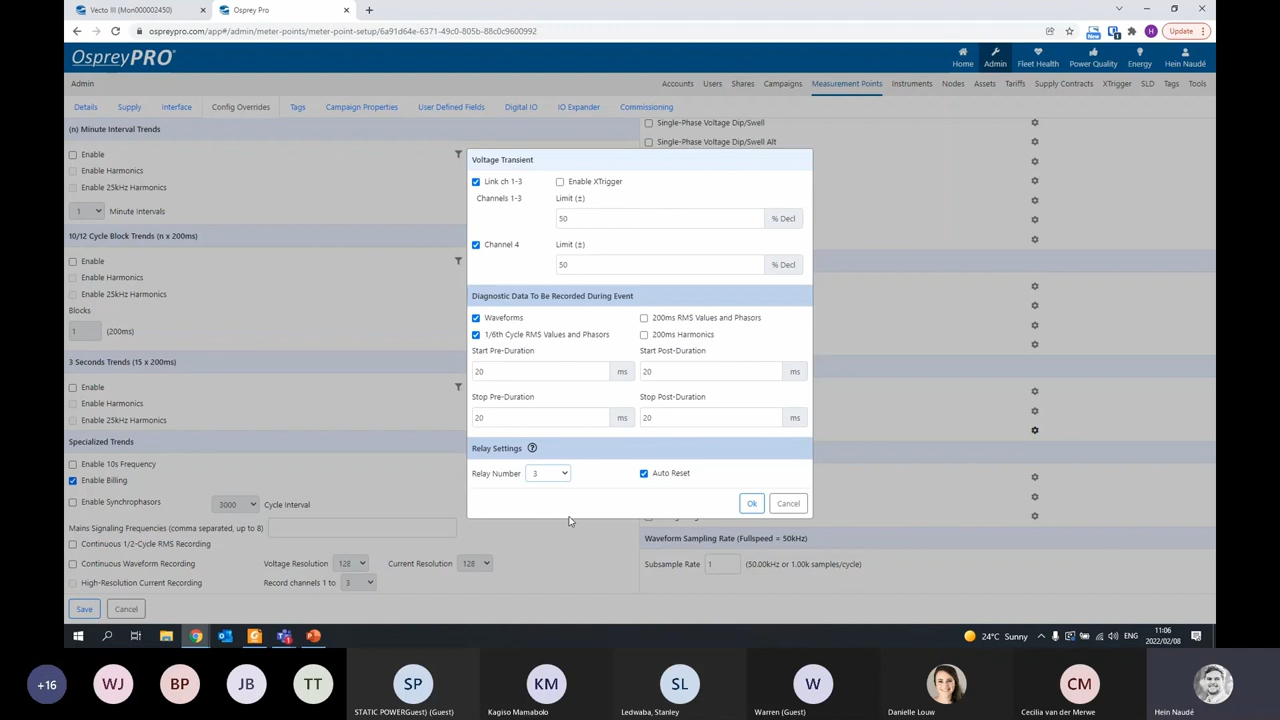 Vecto III (Mon000002450)
Osprey Pro
ospreypro.com/app#/admin/meter-points/meter-point-setup/6a91d64e-6371-49c0-805b-88c0c9600992
New
H
Update
OspreyPRO
Home
Admin
Fleet Health
Power Quality
Energy
Hein Naudé
Admin
Accounts Users Shares Campaigns Measurement Points Instruments Nodes Assets Tariffs Supply Contracts XTrigger SLD Tags Tools
Details Supply Interface Config Overrides Tags Campaign Properties User Defined Fields Digital IO IO Expander Commissioning
(n) Minute Interval Trends
Enable
Enable Harmonics
Enable 25kHz Harmonics
1 Minute Intervals
10/12 Cycle Block Trends (n x 200ms)
Enable
Enable Harmonics
Enable 25kHz Harmonics
Blocks
1 (200ms)
3 Seconds Trends (15 x 200ms)
Enable
Enable Harmonics
Enable 25kHz Harmonics
Specialized Trends
Enable 10s Frequency
Enable Billing
Enable Synchrophasors 3000 Cycle Interval
Mains Signaling Frequencies (comma separated, up to 8)
Continuous 1/2-Cycle RMS Recording
Continuous Waveform Recording Voltage Resolution 128 Current Resolution 128
High-Resolution Current Recording Record channels 1 to 3
Save Cancel
Single-Phase Voltage Dip/Swell
Single-Phase Voltage Dip/Swell Alt
Voltage Transient
Link ch 1-3 Enable XTrigger
Channels 1-3 Limit (±)
50 % Decl
Channel 4 Limit (±)
50 % Decl
Diagnostic Data To Be Recorded During Event
Waveforms 200ms RMS Values and Phasors
1/6th Cycle RMS Values and Phasors 200ms Harmonics
Start Pre-Duration Start Post-Duration
20 ms 20 ms
Stop Pre-Duration Stop Post-Duration
20 ms 20 ms
Relay Settings ?
Relay Number 3 Auto Reset
Ok Cancel
Waveform Sampling Rate (Fullspeed = 50kHz)
Subsample Rate 1 (50.00kHz or 1.00k samples/cycle)
24°C Sunny
ENG
11:06
2022/02/08
+16
WJ
BP
JB
TT
SP
STATIC POWERGuest) (Guest)
KM
Kagiso Mamabolo
SL
Ledwaba, Stanley
W
Warren (Guest)
Danielle Louw
CM
Cecilia van der Merwe
Hein Naudé